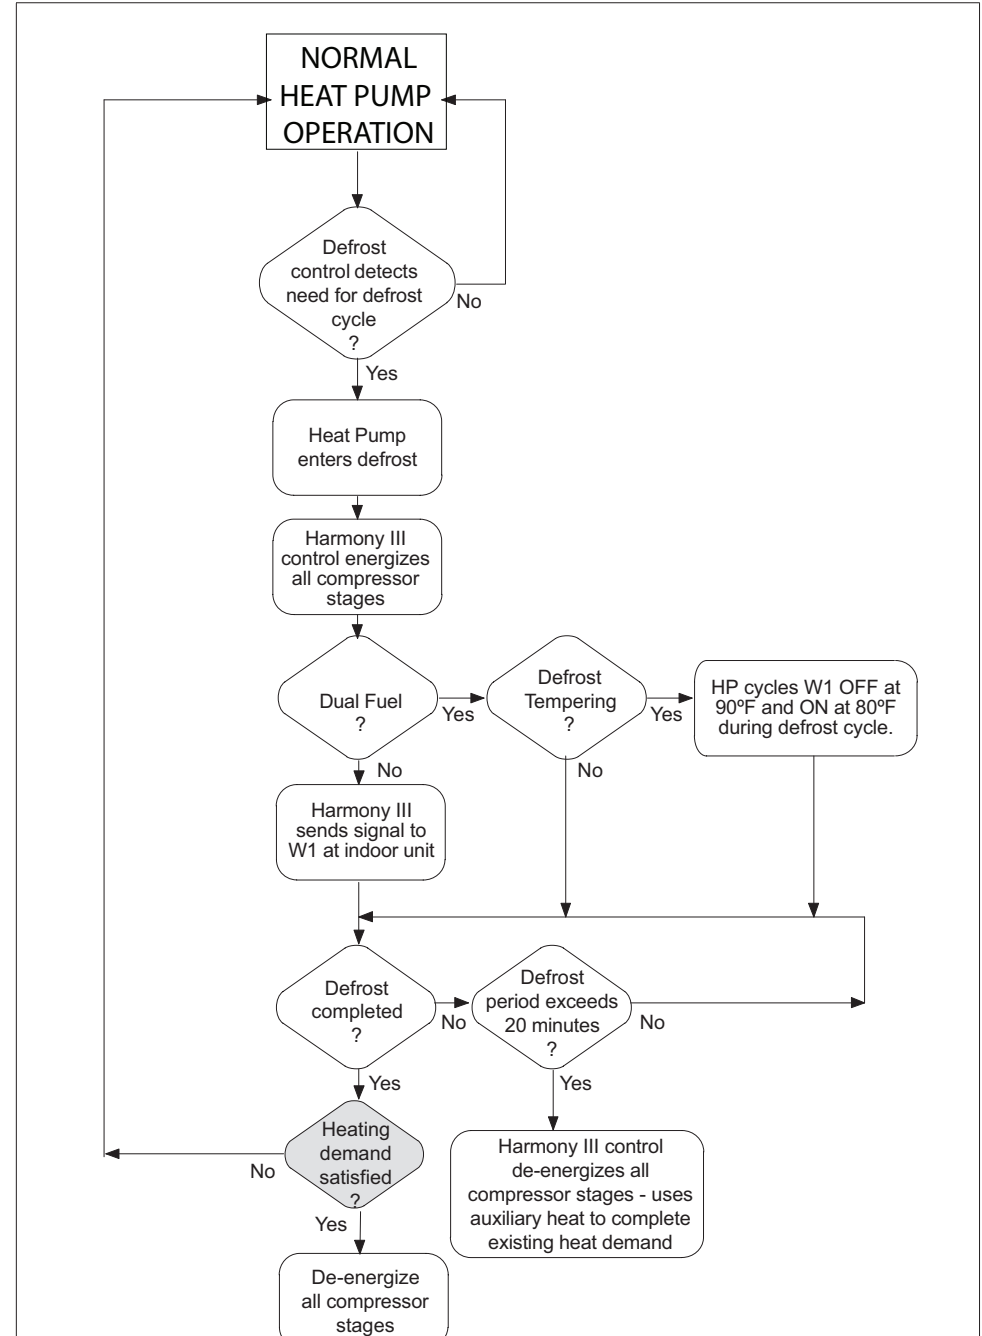 NORMAL
HEAT PUMP
OPERATION
Defrost
control detects
need for defrost
cycle
?
No
Yes
Heat Pump
enters defrost
Harmony III
control energizes
all compressor
stages
Dual Fuel
?
Yes
Defrost
Tempering
?
Yes
HP cycles W1 OFF at
90ºF and ON at 80ºF
during defrost cycle.
No
No
Harmony III
sends signal to
W1 at indoor unit
Defrost
completed
?
No
Defrost
period exceeds
20 minutes
?
No
Yes
Yes
Heating
demand
satisfied
?
No
Yes
Harmony III control
de-energizes all
compressor stages - uses
auxiliary heat to complete
existing heat demand
De-energize
all compressor
stages